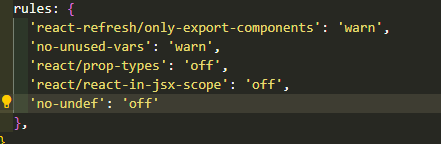 rules: {
'react-refresh/only-export-components': 'warn',
'no-unused-vars': 'warn',
'react/prop-types': 'off',
'react/react-in-jsx-scope': 'off',
'no-undef': 'off'
},
}